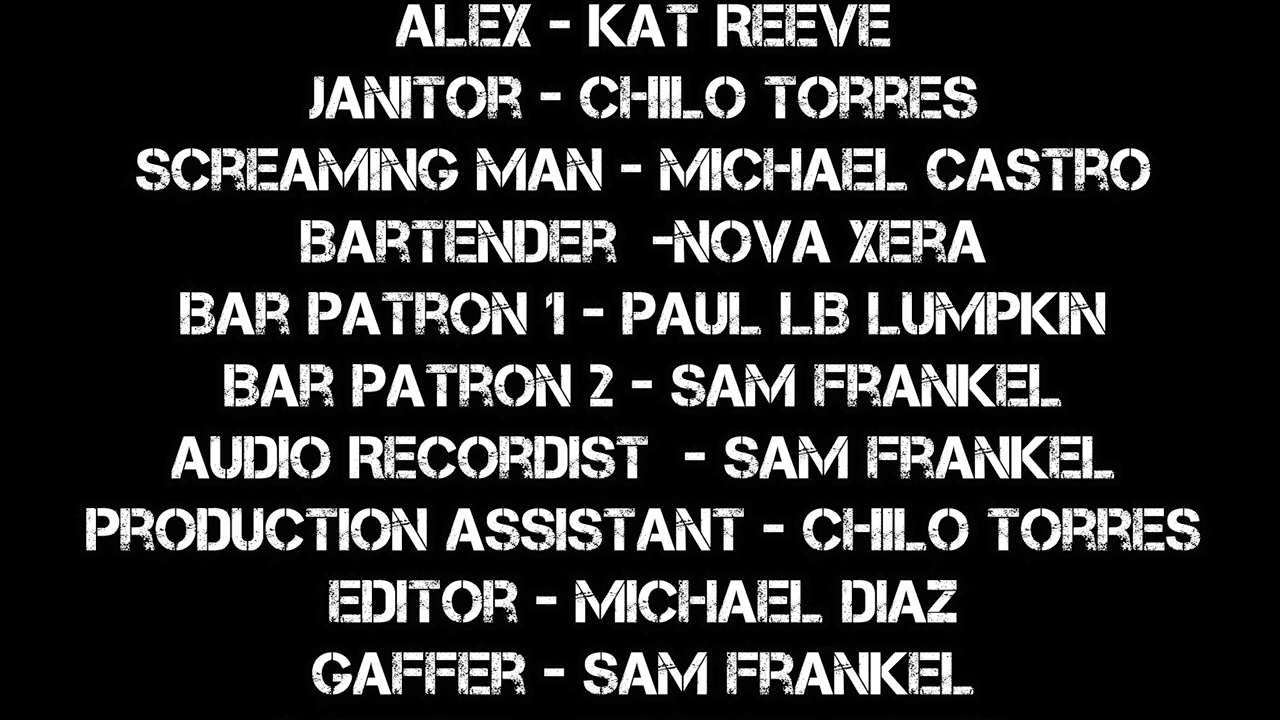 ALEX - KAT REEVE
JANITOR - CHILO TORRES
SCREAMING MAN - MICHAEL CASTRO
BARTENDER  -NOVA XERA
BAR PATRON 1 - PAUL LB LUMPKIN
BAR PATRON 2 - SAM FRANKEL
AUDIO RECORDIST  - SAM FRANKEL
PRODUCTION ASSISTANT - CHILO TORRES
EDITOR - MICHAEL DIAZ
GAFFER - SAM FRANKEL